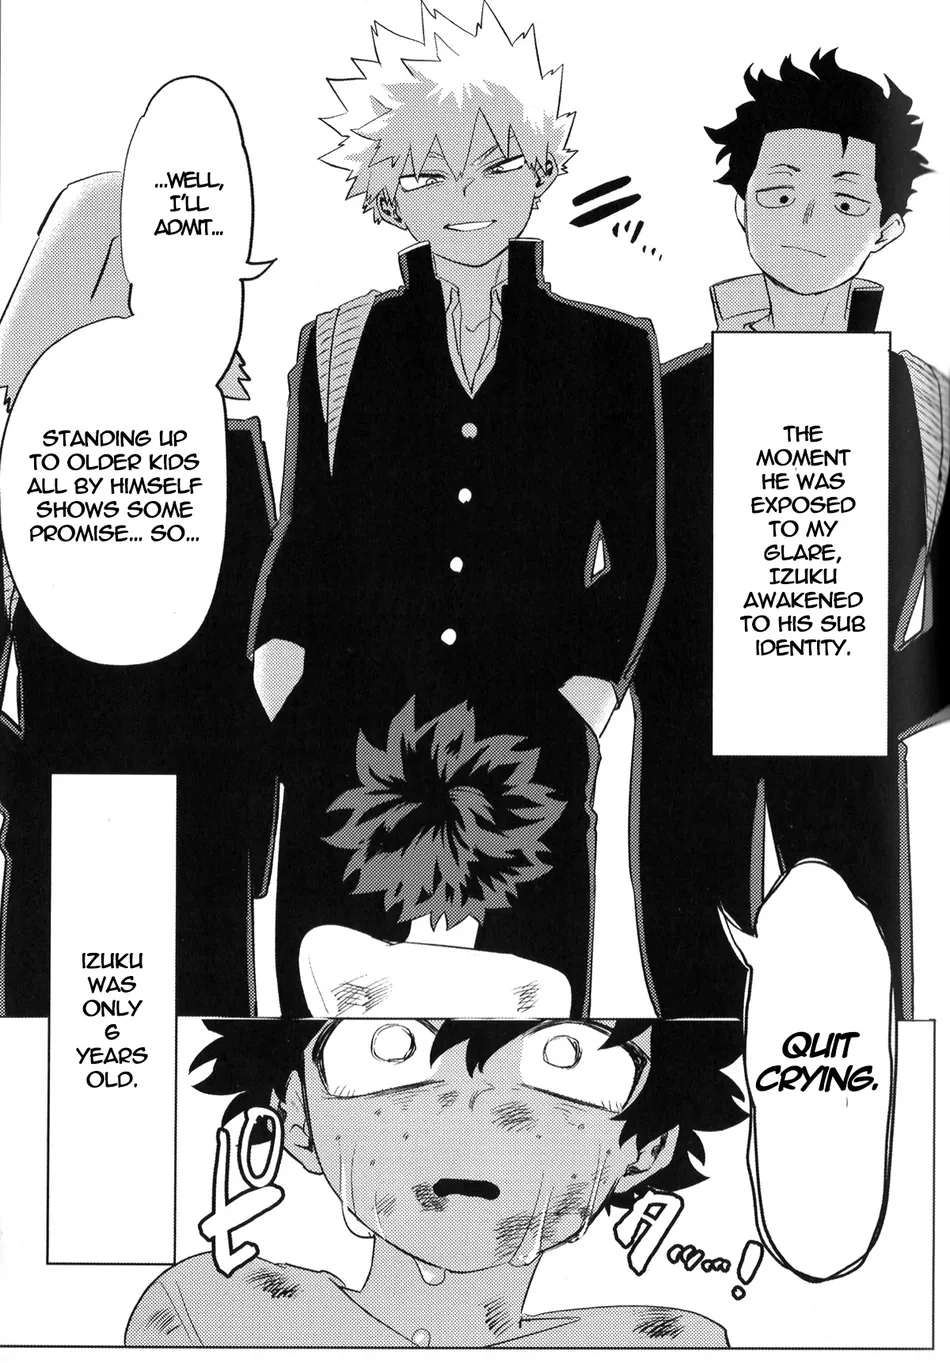 THE
MOMENT
HE WAS
EXPOSED
TO MY
GLARE,
IZUKU
AWAKENED
TO HIS SUB
IDENTITY.
...WELL,
I'LL
ADMIT...
STANDING UP
TO OLDER KIDS
ALL BY HIMSELF
SHOWS SOME
PROMISE... SO...
QUIT
CRYING.
IZUKU
WAS
ONLY
6
YEARS
OLD.